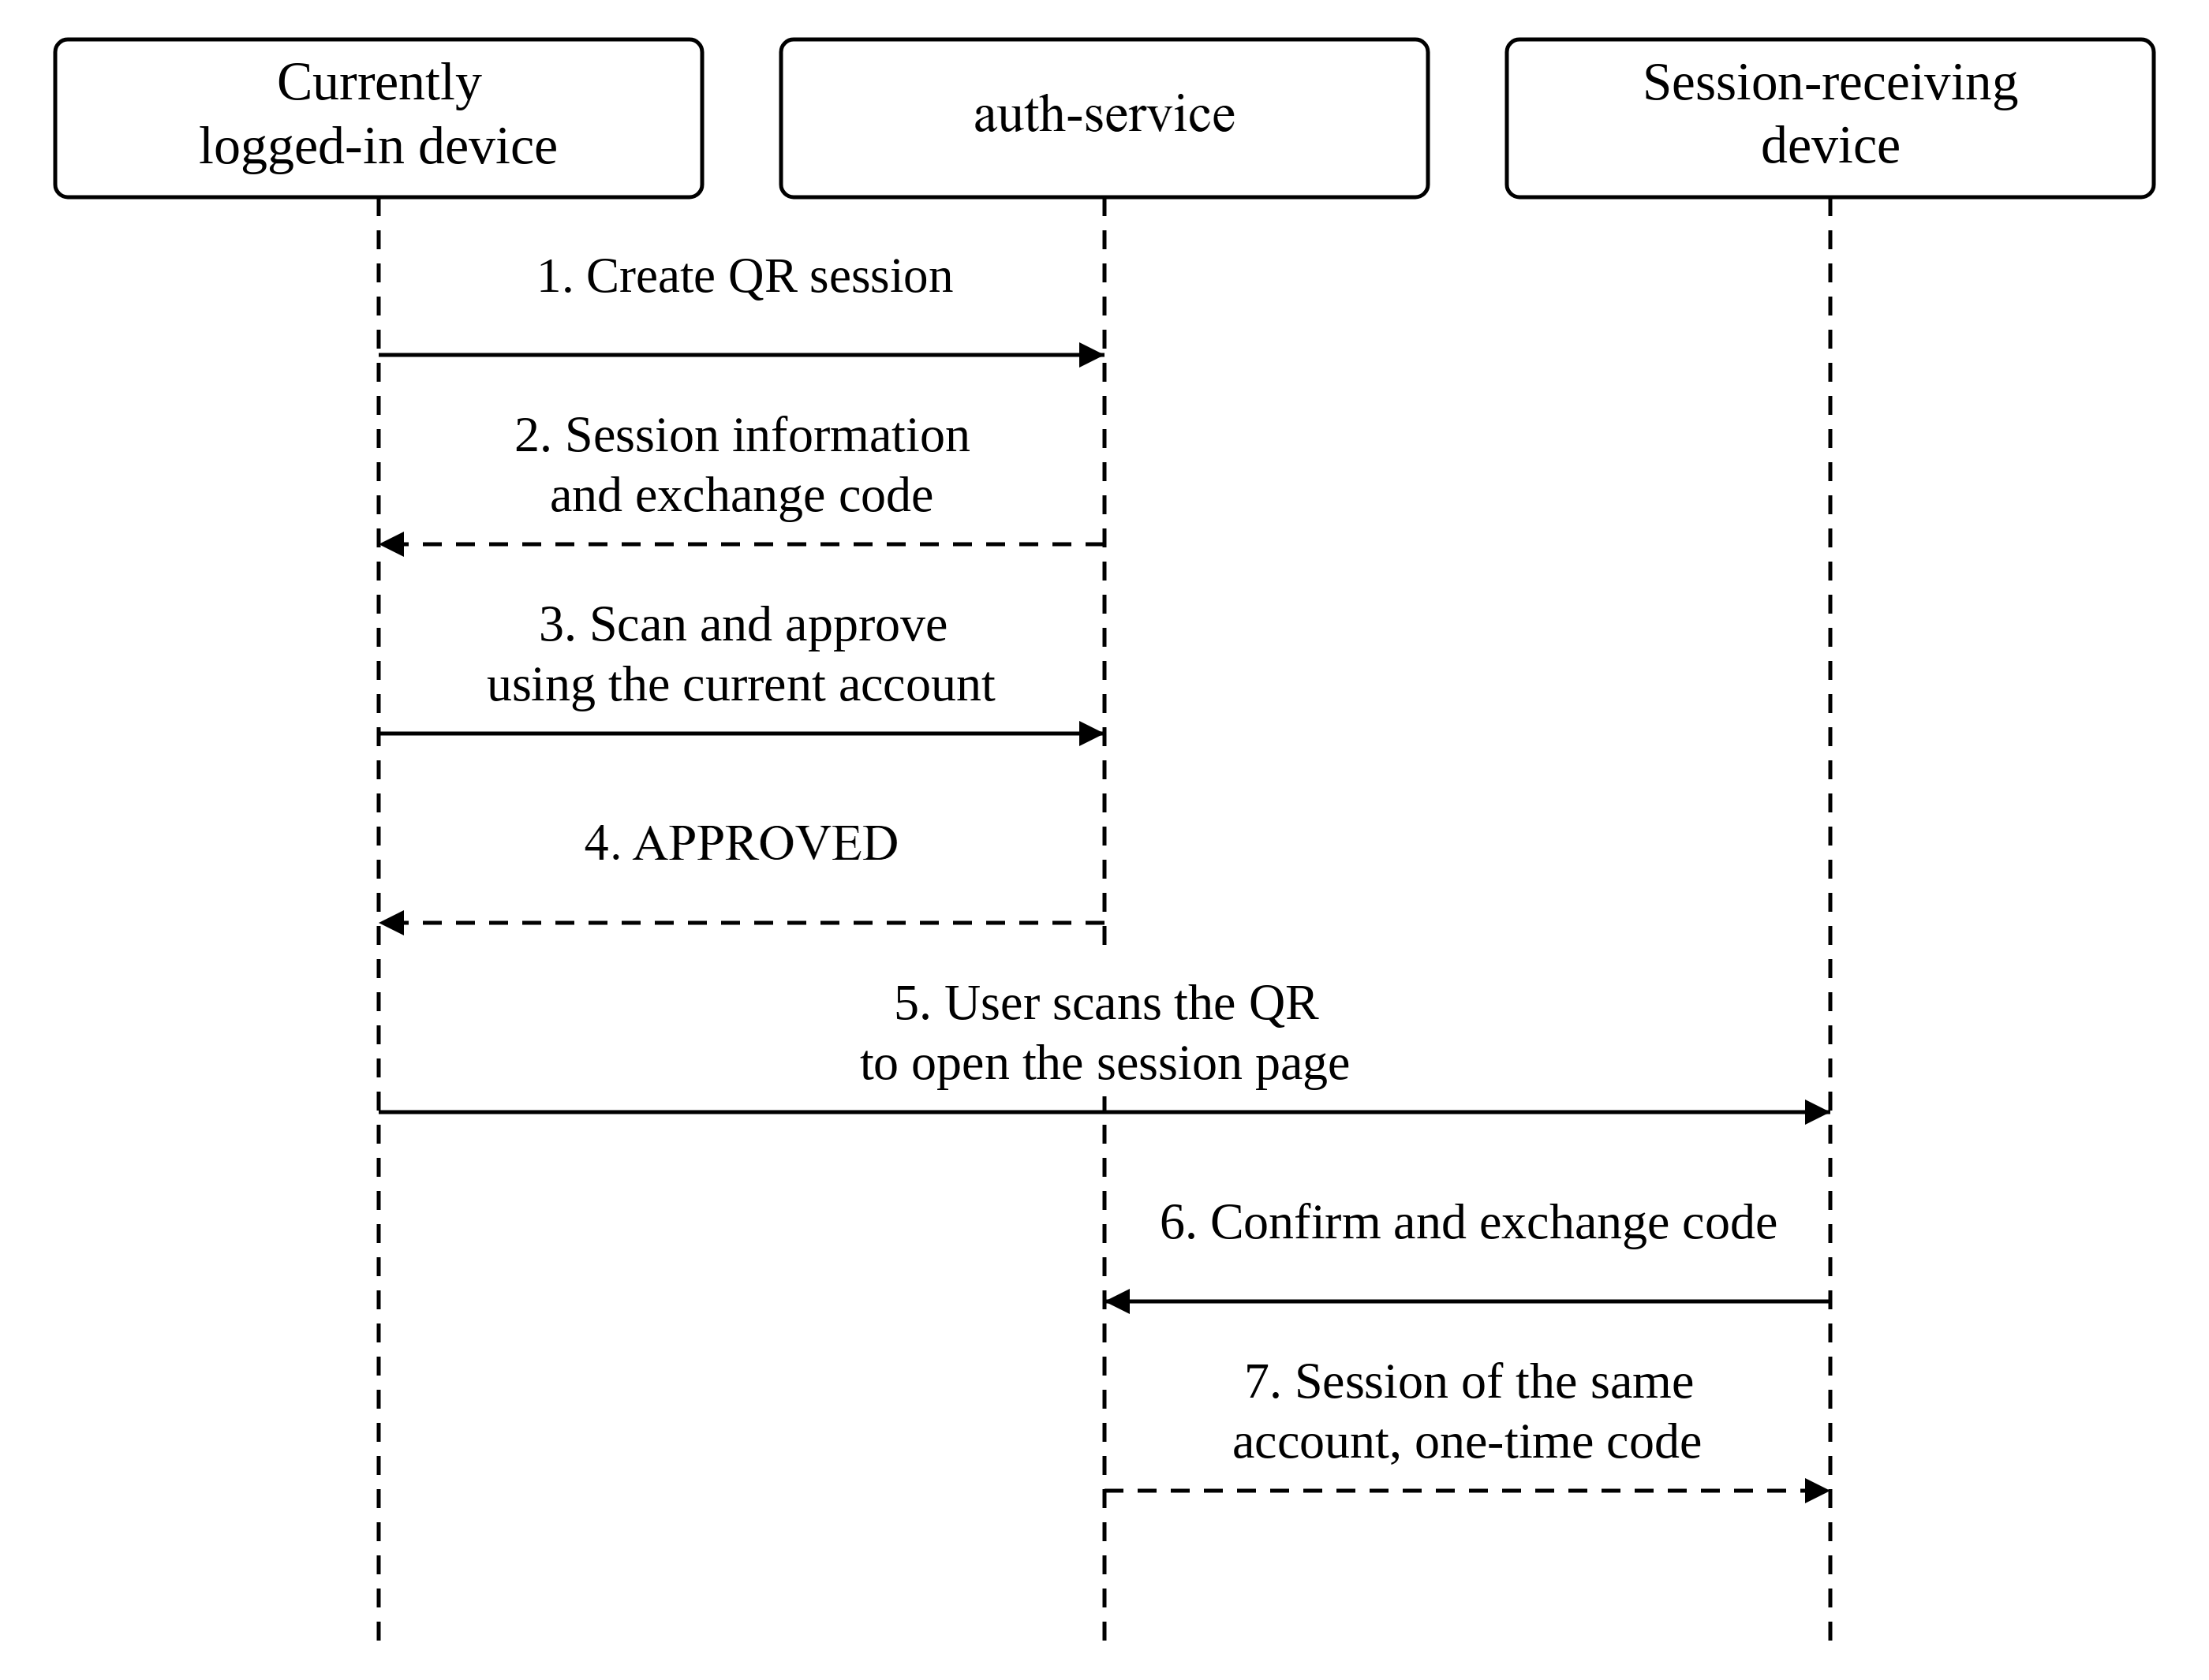 Currently
logged-in device
auth-service
Session-receiving
device
1. Create QR session
2. Session information
and exchange code
3. Scan and approve
using the current account
4. APPROVED
5. User scans the QR
to open the session page
6. Confirm and exchange code
7. Session of the same
account, one-time code